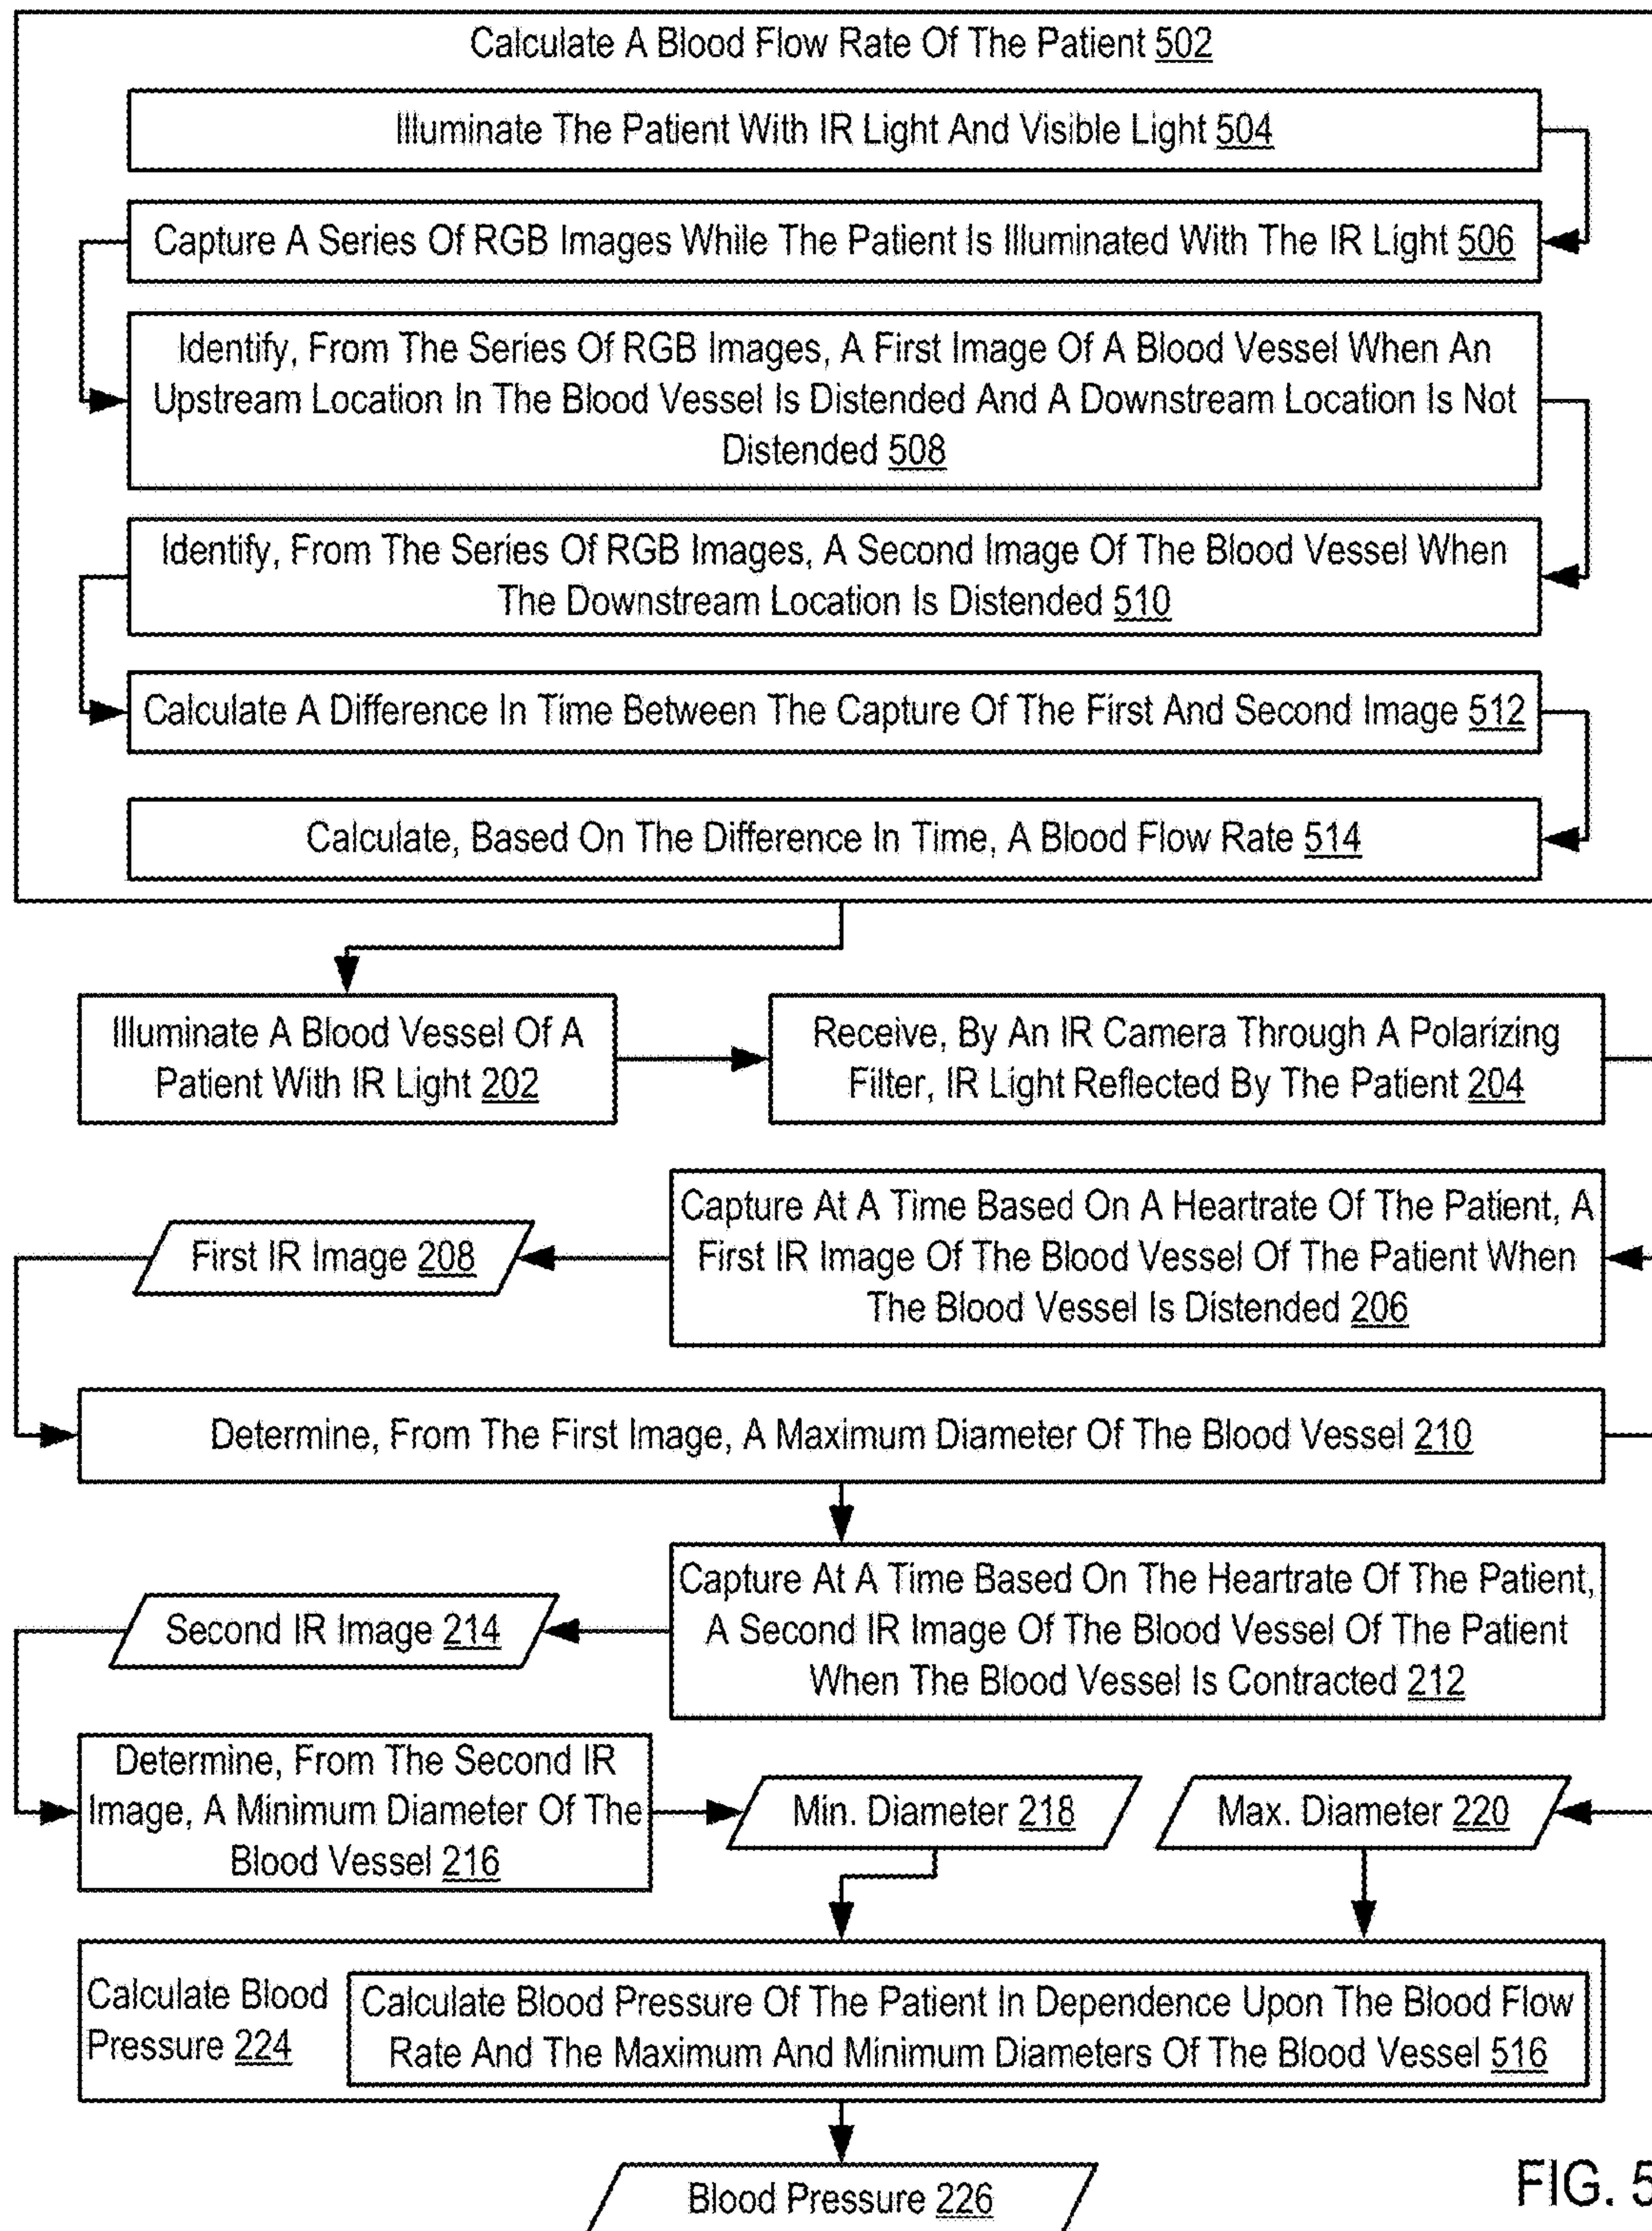 Calculate A Blood Flow Rate Of The Patient 502
Illuminate The Patient With IR Light And Visible Light 504
Capture A Series Of RGB Images While The Patient Is Illuminated With The IR Light 506
Identify, From The Series Of RGB Images, A First Image Of A Blood Vessel When An
Upstream Location In The Blood Vessel Is Distended And A Downstream Location Is Not
Distended 508
Identify, From The Series Of RGB Images, A Second Image Of The Blood Vessel When
The Downstream Location Is Distended 510
Calculate A Difference In Time Between The Capture Of The First And Second Image 512
Calculate, Based On The Difference In Time, A Blood Flow Rate 514
Illuminate A Blood Vessel Of A
Patient With IR Light 202
Receive, By An IR Camera Through A Polarizing
Filter, IR Light Reflected By The Patient 204
Capture At A Time Based On A Heartrate Of The Patient, A
First IR Image Of The Blood Vessel Of The Patient When
The Blood Vessel Is Distended 206
First IR Image 208
Determine, From The First Image, A Maximum Diameter Of The Blood Vessel 210
Capture At A Time Based On The Heartrate Of The Patient,
A Second IR Image Of The Blood Vessel Of The Patient
When The Blood Vessel Is Contracted 212
Second IR Image 214
Determine, From The Second IR
Image, A Minimum Diameter Of The
Blood Vessel 216
Min. Diameter 218
Max. Diameter 220
Calculate Blood
Pressure 224
Calculate Blood Pressure Of The Patient In Dependence Upon The Blood Flow
Rate And The Maximum And Minimum Diameters Of The Blood Vessel 516
Blood Pressure 226
FIG. 5